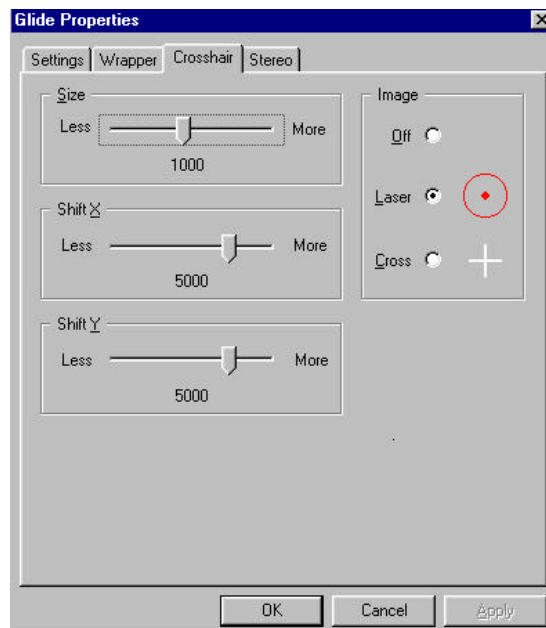 Glide Properties
Settings Wrapper Crosshair Stereo
Size
Less More
1000
Shift X
Less More
5000
Shift Y
Less More
5000
Image
Off
Laser
Cross
OK Cancel Apply